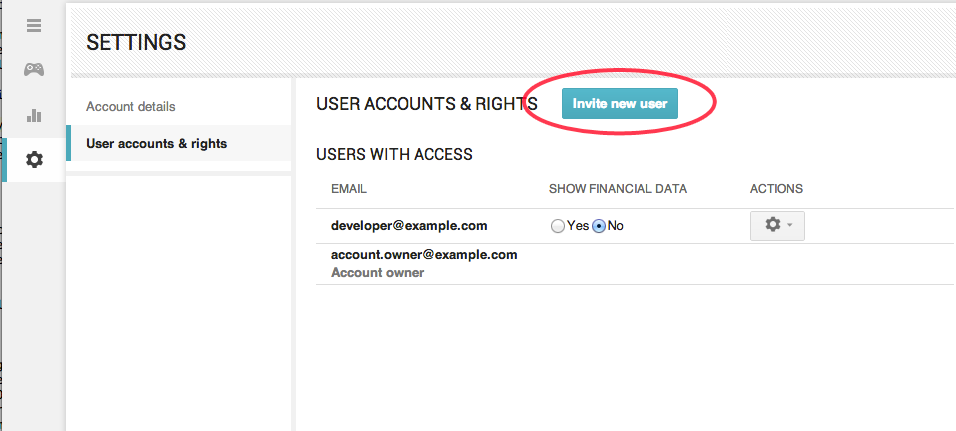 SETTINGS
Account details
User accounts & rights
USER ACCOUNTS & RIGHTS
Invite new user
USERS WITH ACCESS
EMAIL SHOW FINANCIAL DATA ACTIONS
developer@example.com Yes No
account.owner@example.com
Account owner